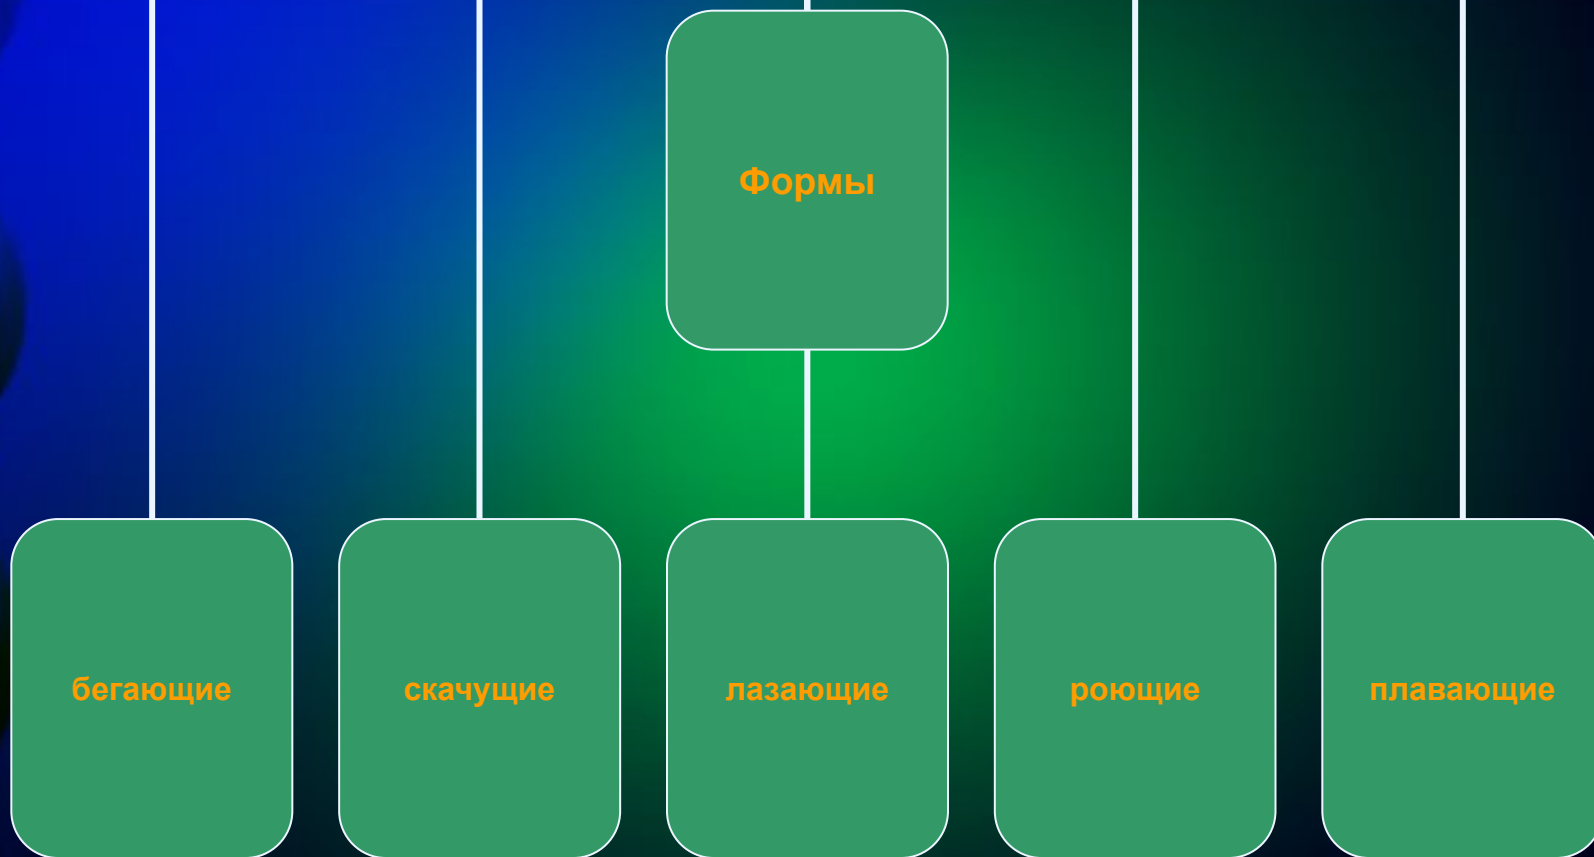 Формы
бегающие
скачущие
лазающие
роющие
плавающие